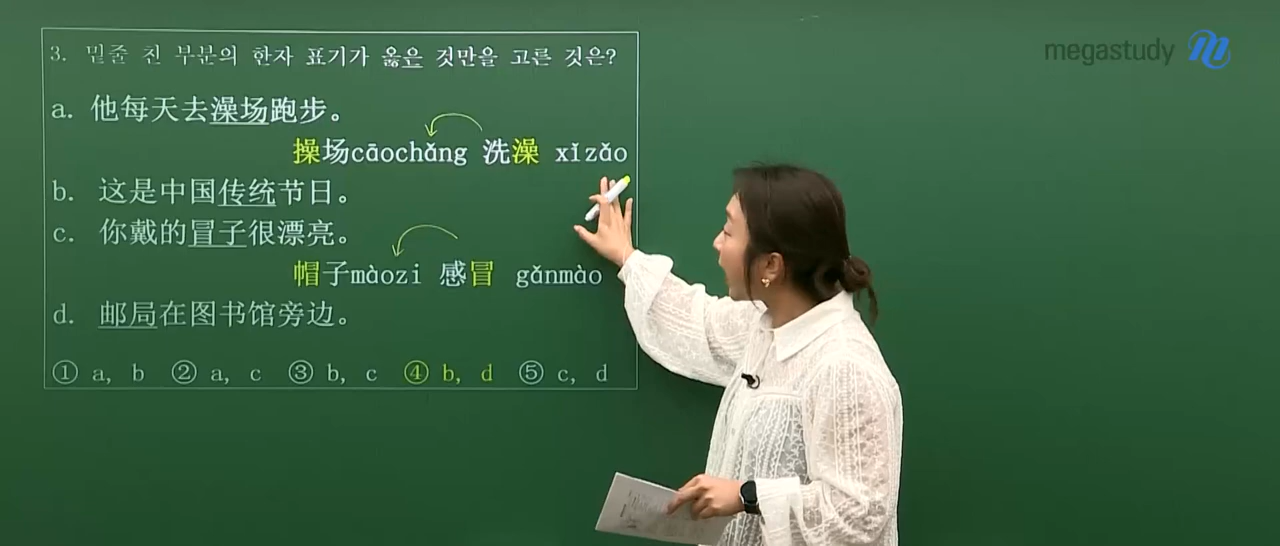 3. 밑줄 친 부분의 한자 표기가 옳은 것만을 고른 것은?
megastudy
a. 他每天去澡场跑步。
操场cāochǎng 洗澡 xǐzǎo
b. 这是中国传统节日。
c. 你戴的冒子很漂亮。
帽子màozi 感冒 gǎnmào
d. 邮局在图书馆旁边。
① a, b ② a, c ③ b, c ④ b, d ⑤ c, d